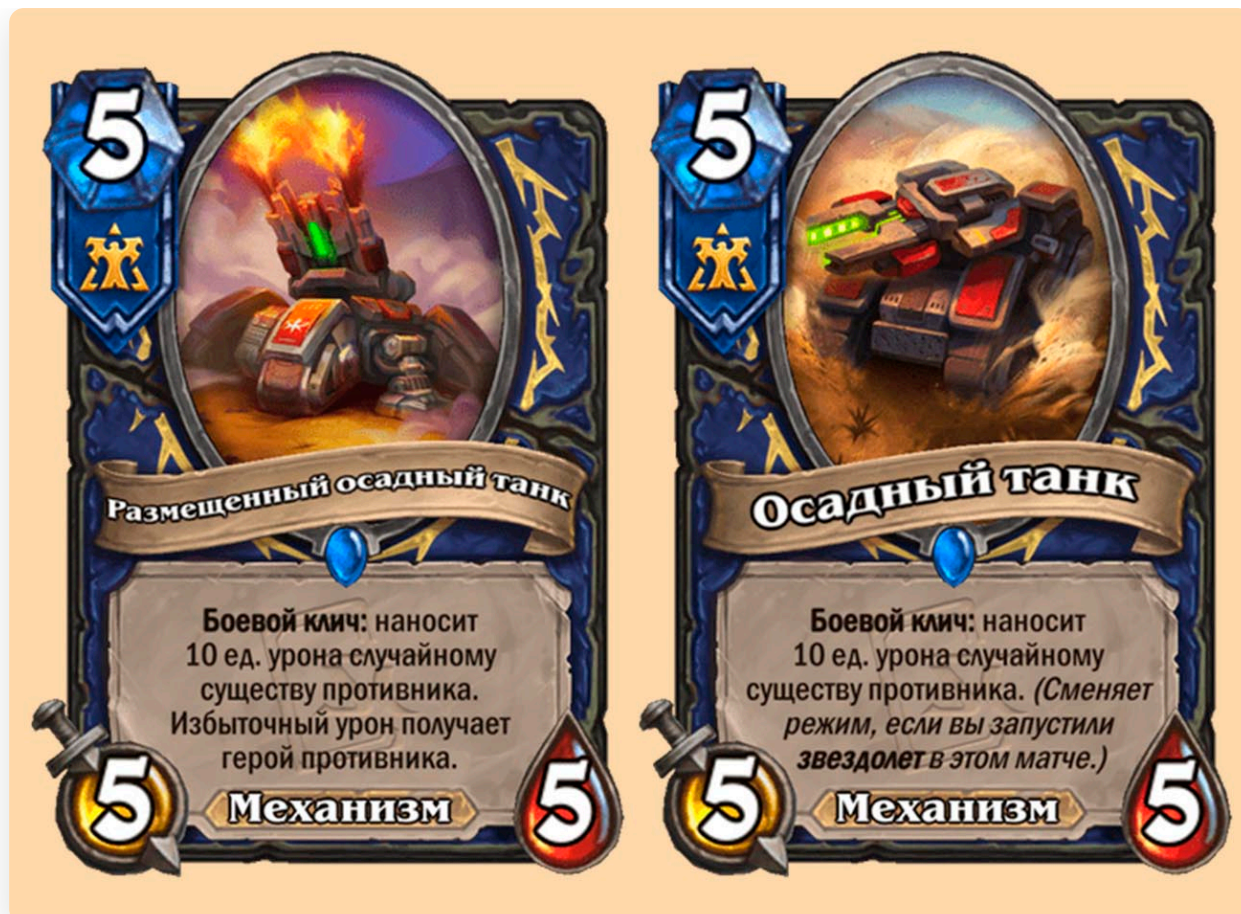 5
Размещенный осадный танк
Боевой клич: наносит
10 ед. урона случайному
существу противника.
Избыточный урон получает
герой противника.
5
Механизм
5
5
Осадный танк
Боевой клич: наносит
10 ед. урона случайному
существу противника. (Сменяет
режим, если вы запустили
звездолет в этом матче.)
5
Механизм
5